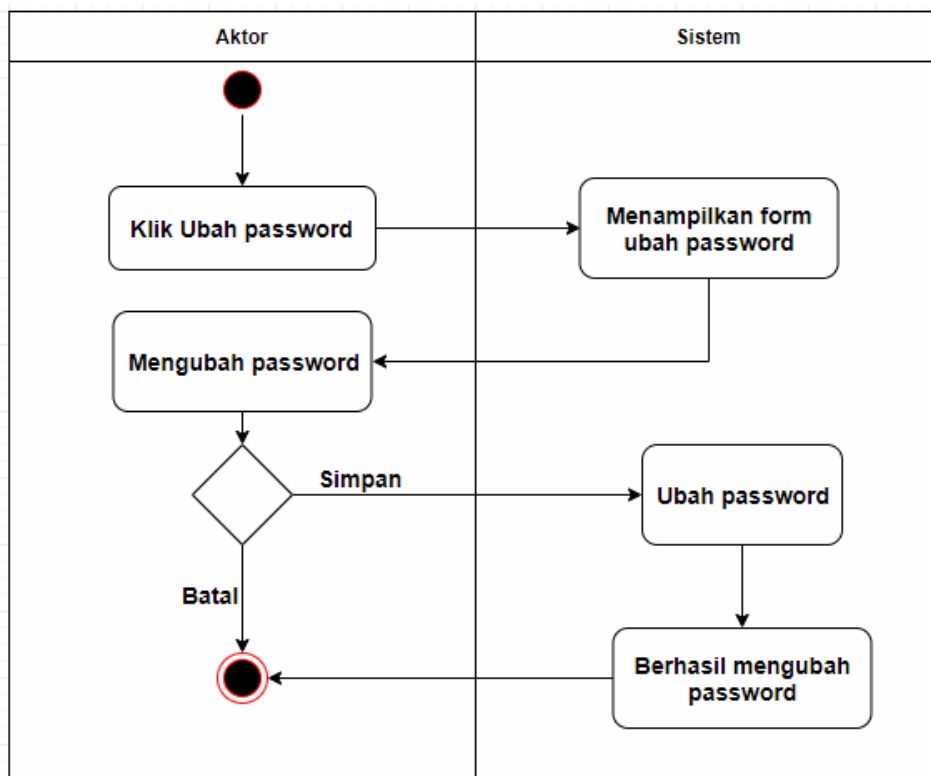 Aktor
Sistem
Klik Ubah password
Menampilkan form
ubah password
Mengubah password
Simpan
Ubah password
Batal
Berhasil mengubah
password